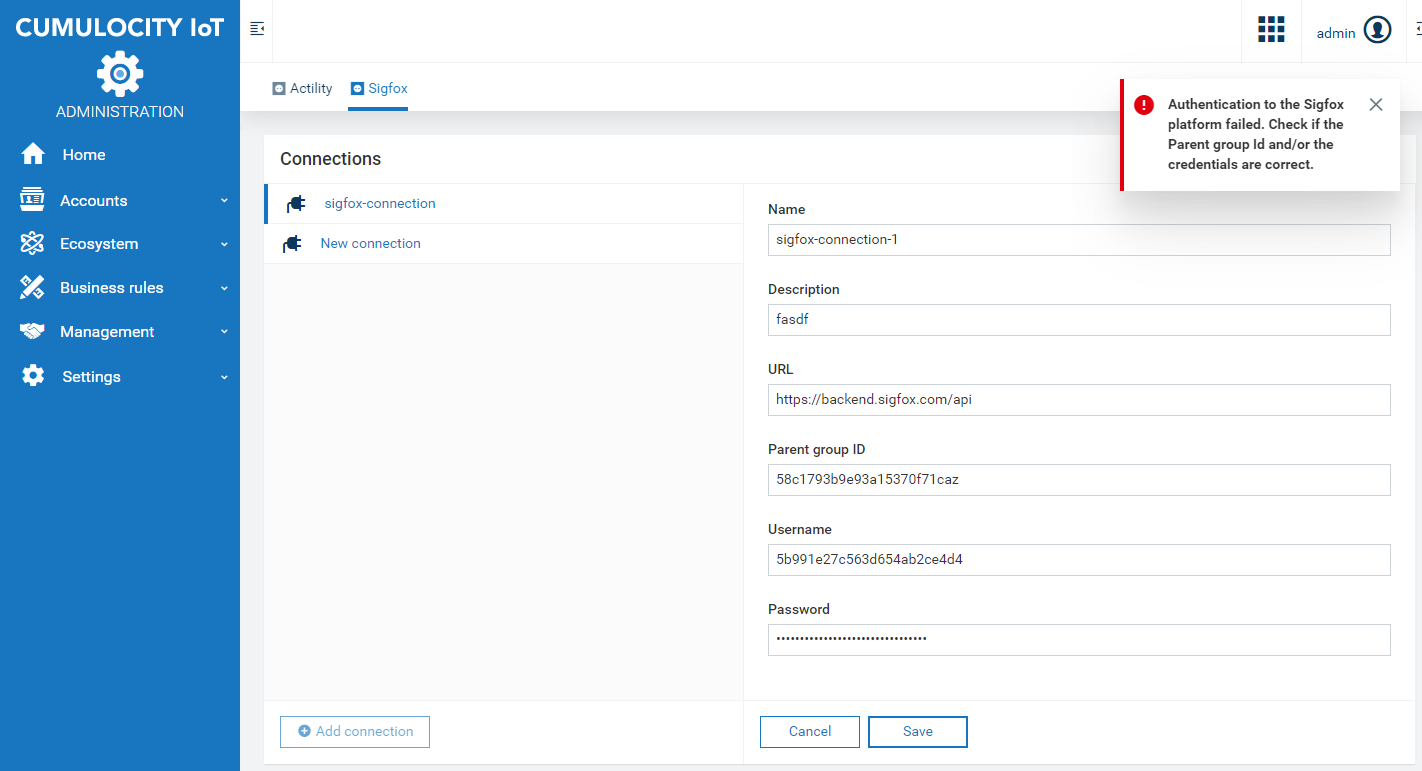 CUMULOCITY IoT
ADMINISTRATION
Home
Accounts
Ecosystem
Business rules
Management
Settings
admin
Actility
Sigfox
Authentication to the Sigfox
platform failed. Check if the
Parent group Id and/or the
credentials are correct.
Connections
sigfox-connection
New connection
Add connection
Name
sigfox-connection-1
Description
fasdf
URL
https://backend.sigfox.com/api
Parent group ID
58c1793b9e93a15370f71caz
Username
5b991e27c563d654ab2ce4d4
Password
••••••••••••••••••••••••••••••••
Cancel
Save